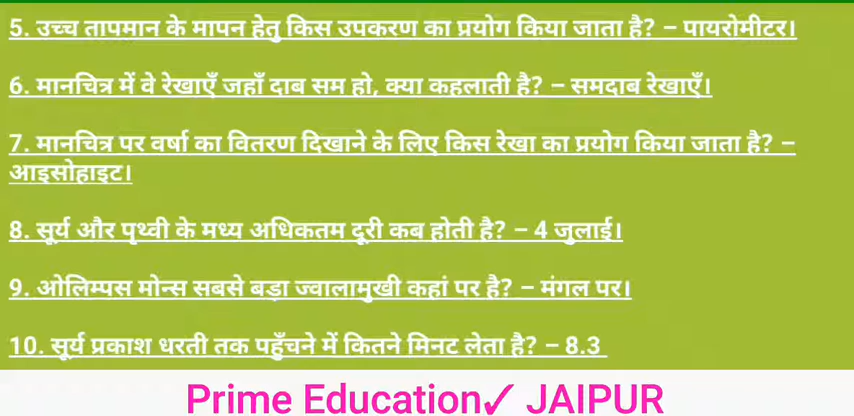 5. उच्च तापमान के मापन हेतु किस उपकरण का प्रयोग किया जाता है? – पायरोमीटर।
6. मानचित्र में वे रेखाएँ जहाँ दाब सम हो, क्या कहलाती है? – समदाब रेखाएँ।
7. मानचित्र पर वर्षा का वितरण दिखाने के लिए किस रेखा का प्रयोग किया जाता है? –
आइसोहाइट।
8. सूर्य और पृथ्वी के मध्य अधिकतम दूरी कब होती है? – 4 जुलाई।
9. ओलिम्पस मोन्स सबसे बडा ज्वालामुखी कहां पर है? – मंगल पर।
10. सूर्य प्रकाश धरती तक पहुँचने में कितने मिनट लेता है? – 8.3
Prime Education✓ JAIPUR